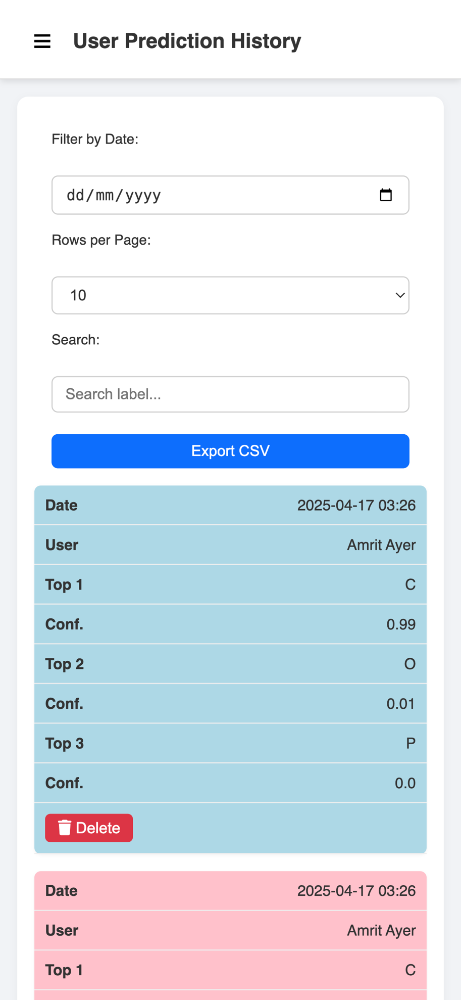 User Prediction History
Filter by Date:
dd/mm/yyyy
Rows per Page:
10
Search:
Search label...
Export CSV
Date 2025-04-17 03:26
User Amrit Ayer
Top 1 C
Conf. 0.99
Top 2 O
Conf. 0.01
Top 3 P
Conf. 0.0
Delete
Date 2025-04-17 03:26
User Amrit Ayer
Top 1 C